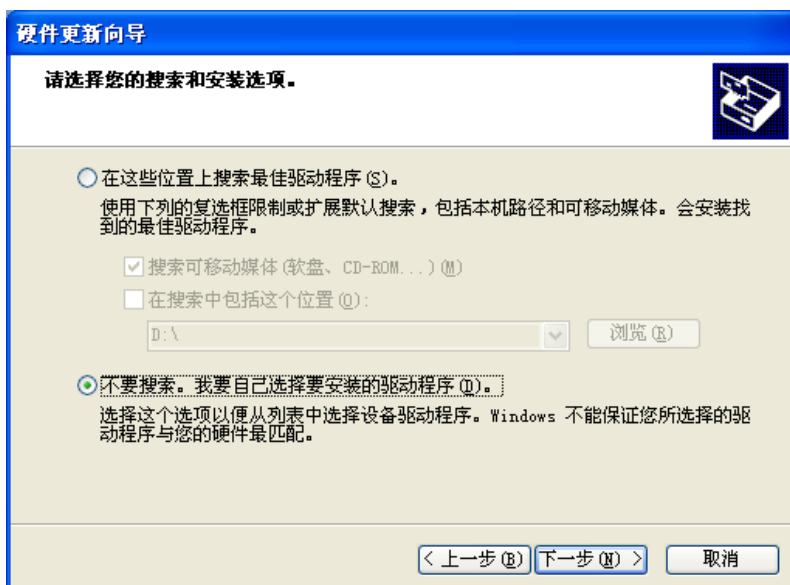 硬件更新向导
请选择您的搜索和安装选项。
在这些位置上搜索最佳驱动程序(S)。
使用下列的复选框限制或扩展默认搜索，包括本机路径和可移动媒体。会安装找
到的最佳驱动程序。
搜索可移动媒体(软盘、CD-ROM...)(M)
在搜索中包括这个位置(O):
D:\
浏览(R)
不要搜索。我要自己选择要安装的驱动程序(D)。
选择这个选项以便从列表中选择设备驱动程序。Windows 不能保证您所选择的驱
动程序与您的硬件最匹配。
< 上一步(B)
下一步(N) >
取消